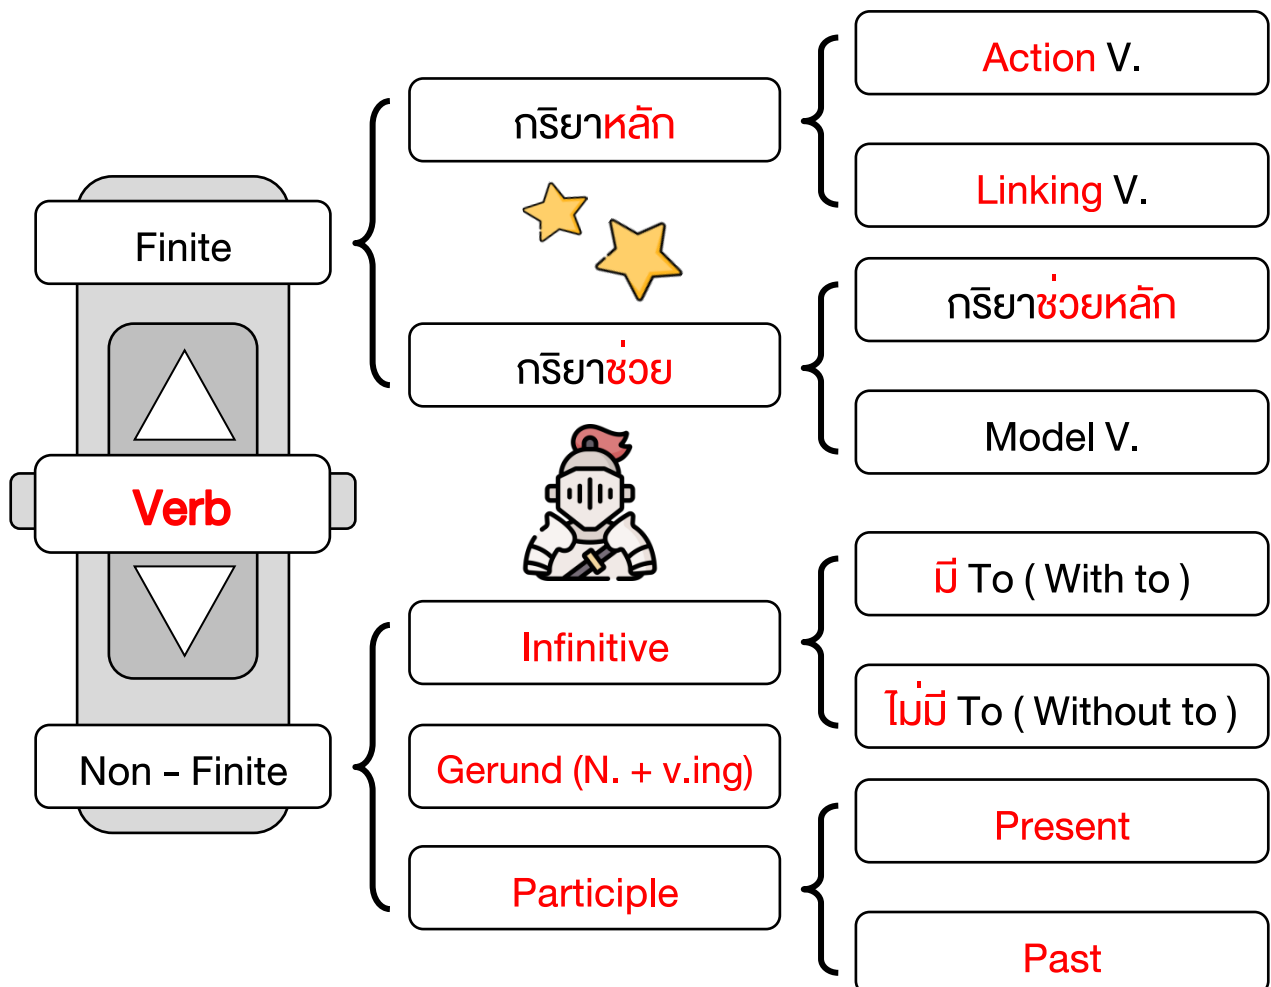 Verb
Finite
กริยาหลัก
Action V.
Linking V.
กริยาช่วย
กริยาช่วยหลัก
Model V.
Non – Finite
Infinitive
มี To ( With to )
ไม่มี To ( Without to )
Gerund (N. + v.ing)
Participle
Present
Past